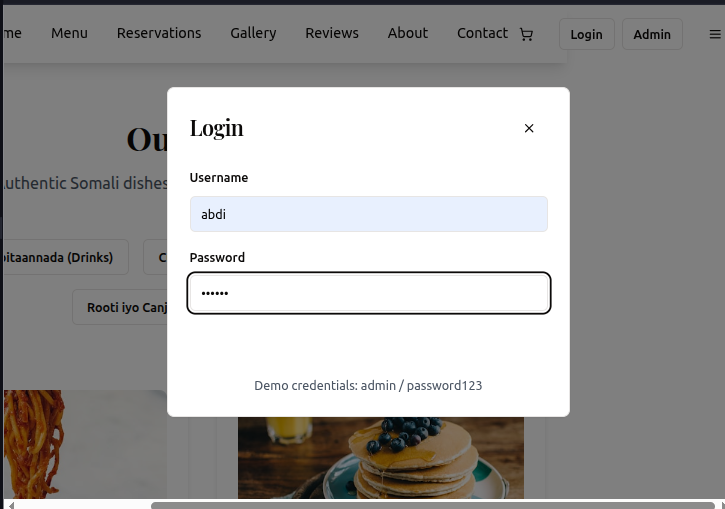 me Menu Reservations Gallery Reviews About Contact Login Admin
Ou
Login
×
uthentic Somali dishes
Username
abdi
Password
••••••
pitaannada (Drinks)
C
Rooti iyo Canj
Demo credentials: admin / password123